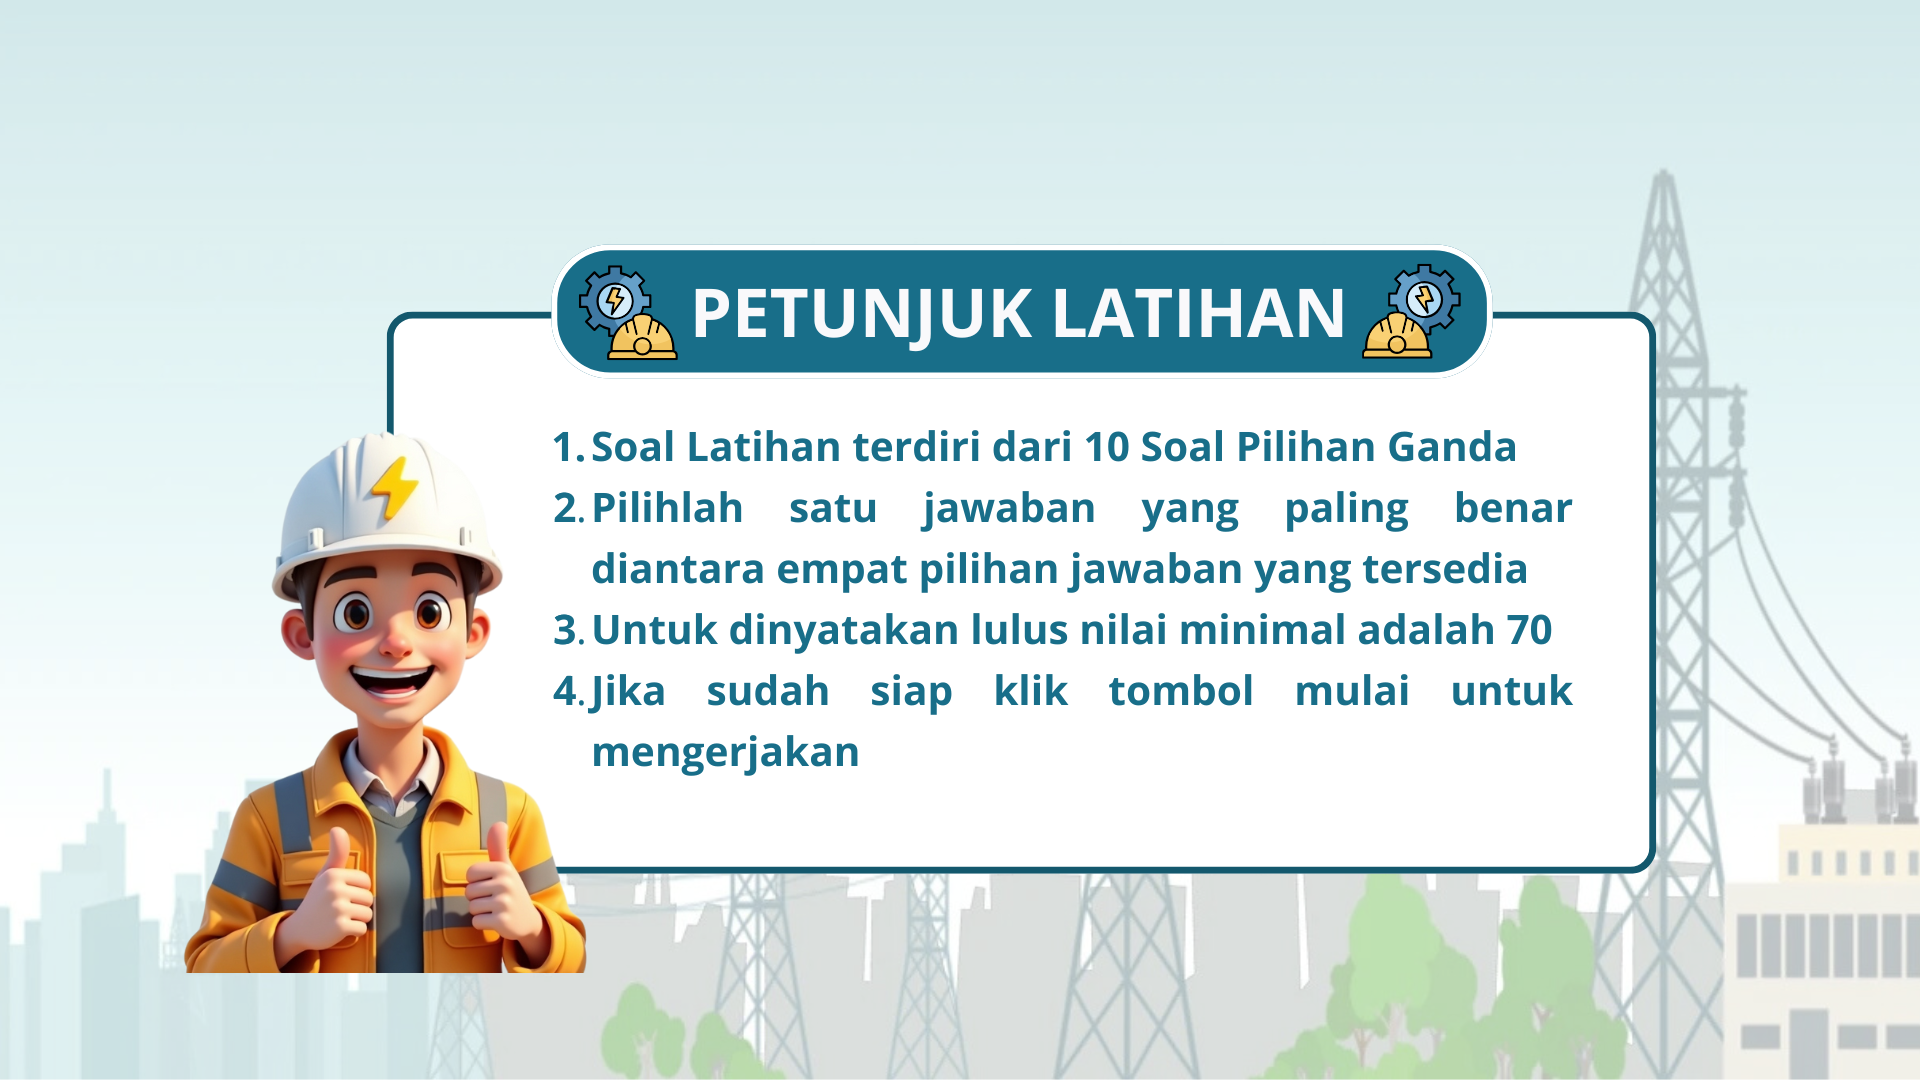 PETUNJUK LATIHAN
1. Soal Latihan terdiri dari 10 Soal Pilihan Ganda
2. Pilihlah satu jawaban yang paling benar
diantara empat pilihan jawaban yang tersedia
3. Untuk dinyatakan lulus nilai minimal adalah 70
4. Jika sudah siap klik tombol mulai untuk
mengerjakan